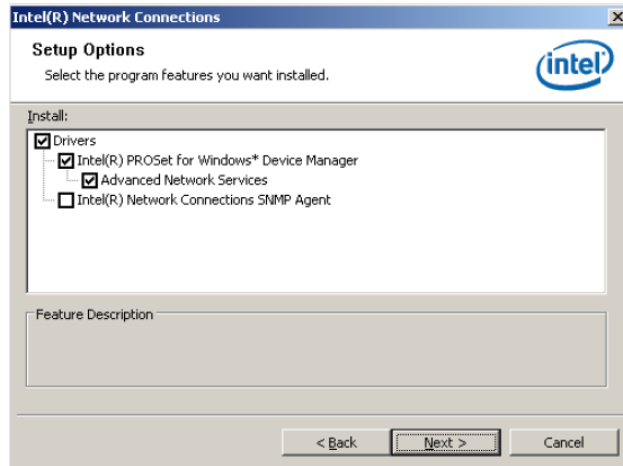 Intel(R) Network Connections
Setup Options
Select the program features you want installed.
intel
Install:
Drivers
Intel(R) PROSet for Windows* Device Manager
Advanced Network Services
Intel(R) Network Connections SNMP Agent
Feature Description
< Back Next > Cancel